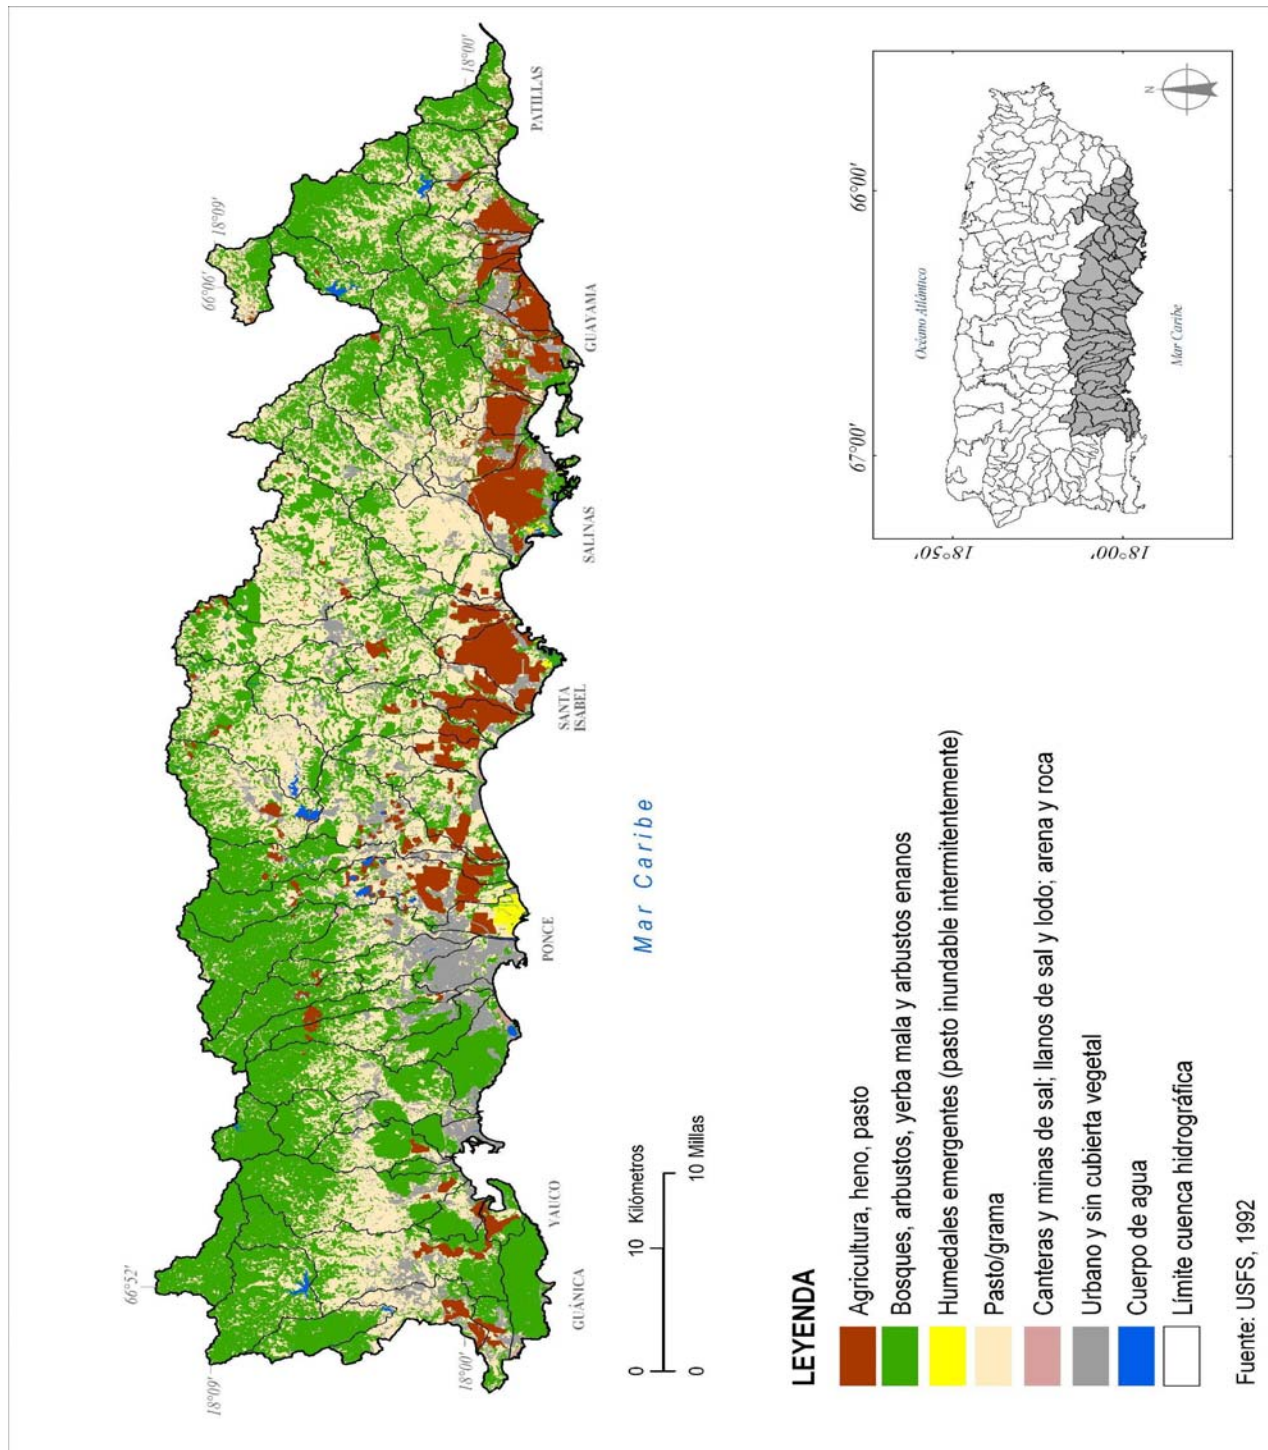 18°09'
66°52'
66°06'
18°09'
18°00'
18°00'
GUÁNICA
YAUCO
PONCE
SANTA
ISABEL
SALINAS
GUAYAMA
PATILLAS
Mar Caribe
0 10 Kilómetros
0 10 Millas
LEYENDA
Agricultura, heno, pasto
Bosques, arbustos, yerba mala y arbustos enanos
Humedales emergentes (pasto inundable intermitentemente)
Pasto/grama
Canteras y minas de sal; llanos de sal y lodo; arena y roca
Urbano y sin cubierta vegetal
Cuerpo de agua
Límite cuenca hidrográfica
Fuente: USFS, 1992
67°00'
66°00'
18°50'
18°00'
Océano Atlántico
Mar Caribe
N